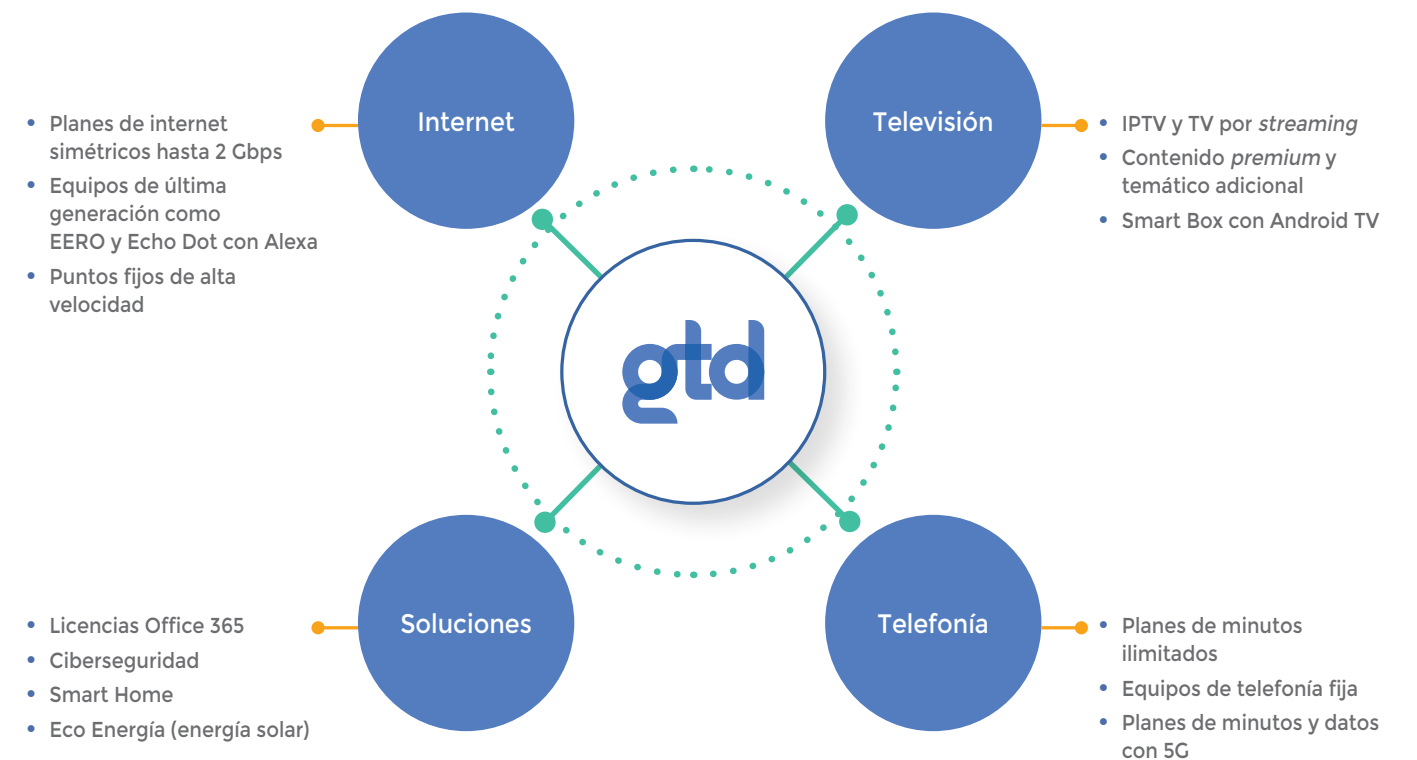 Internet
• Planes de internet
simétricos hasta 2 Gbps
• Equipos de última
generación como
EERO y Echo Dot con Alexa
• Puntos fijos de alta
velocidad
Televisión
• IPTV y TV por streaming
• Contenido premium y
temático adicional
• Smart Box con Android TV
gtd
Soluciones
• Licencias Office 365
• Ciberseguridad
• Smart Home
• Eco Energía (energía solar)
Telefonía
• Planes de minutos
ilimitados
• Equipos de telefonía fija
• Planes de minutos y datos
con 5G